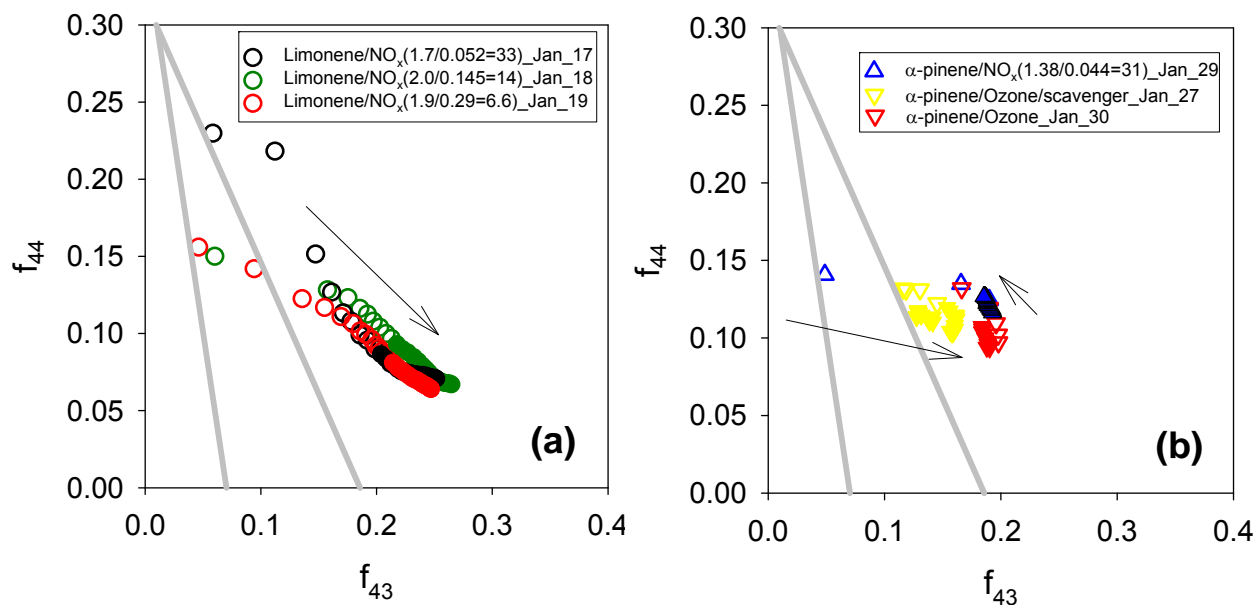 0.30
0.25
0.20
0.15
0.10
0.05
0.00
f44
0.0 0.1 0.2 0.3 0.4
f43
Limonene/NOx(1.7/0.052=33)_Jan_17
Limonene/NOx(2.0/0.145=14)_Jan_18
Limonene/NOx(1.9/0.29=6.6)_Jan_19
(a)
0.30
0.25
0.20
0.15
0.10
0.05
0.00
f44
0.0 0.1 0.2 0.3 0.4
f43
α-pinene/NOx(1.38/0.044=31)_Jan_29
α-pinene/Ozone/scavenger_Jan_27
α-pinene/Ozone_Jan_30
(b)